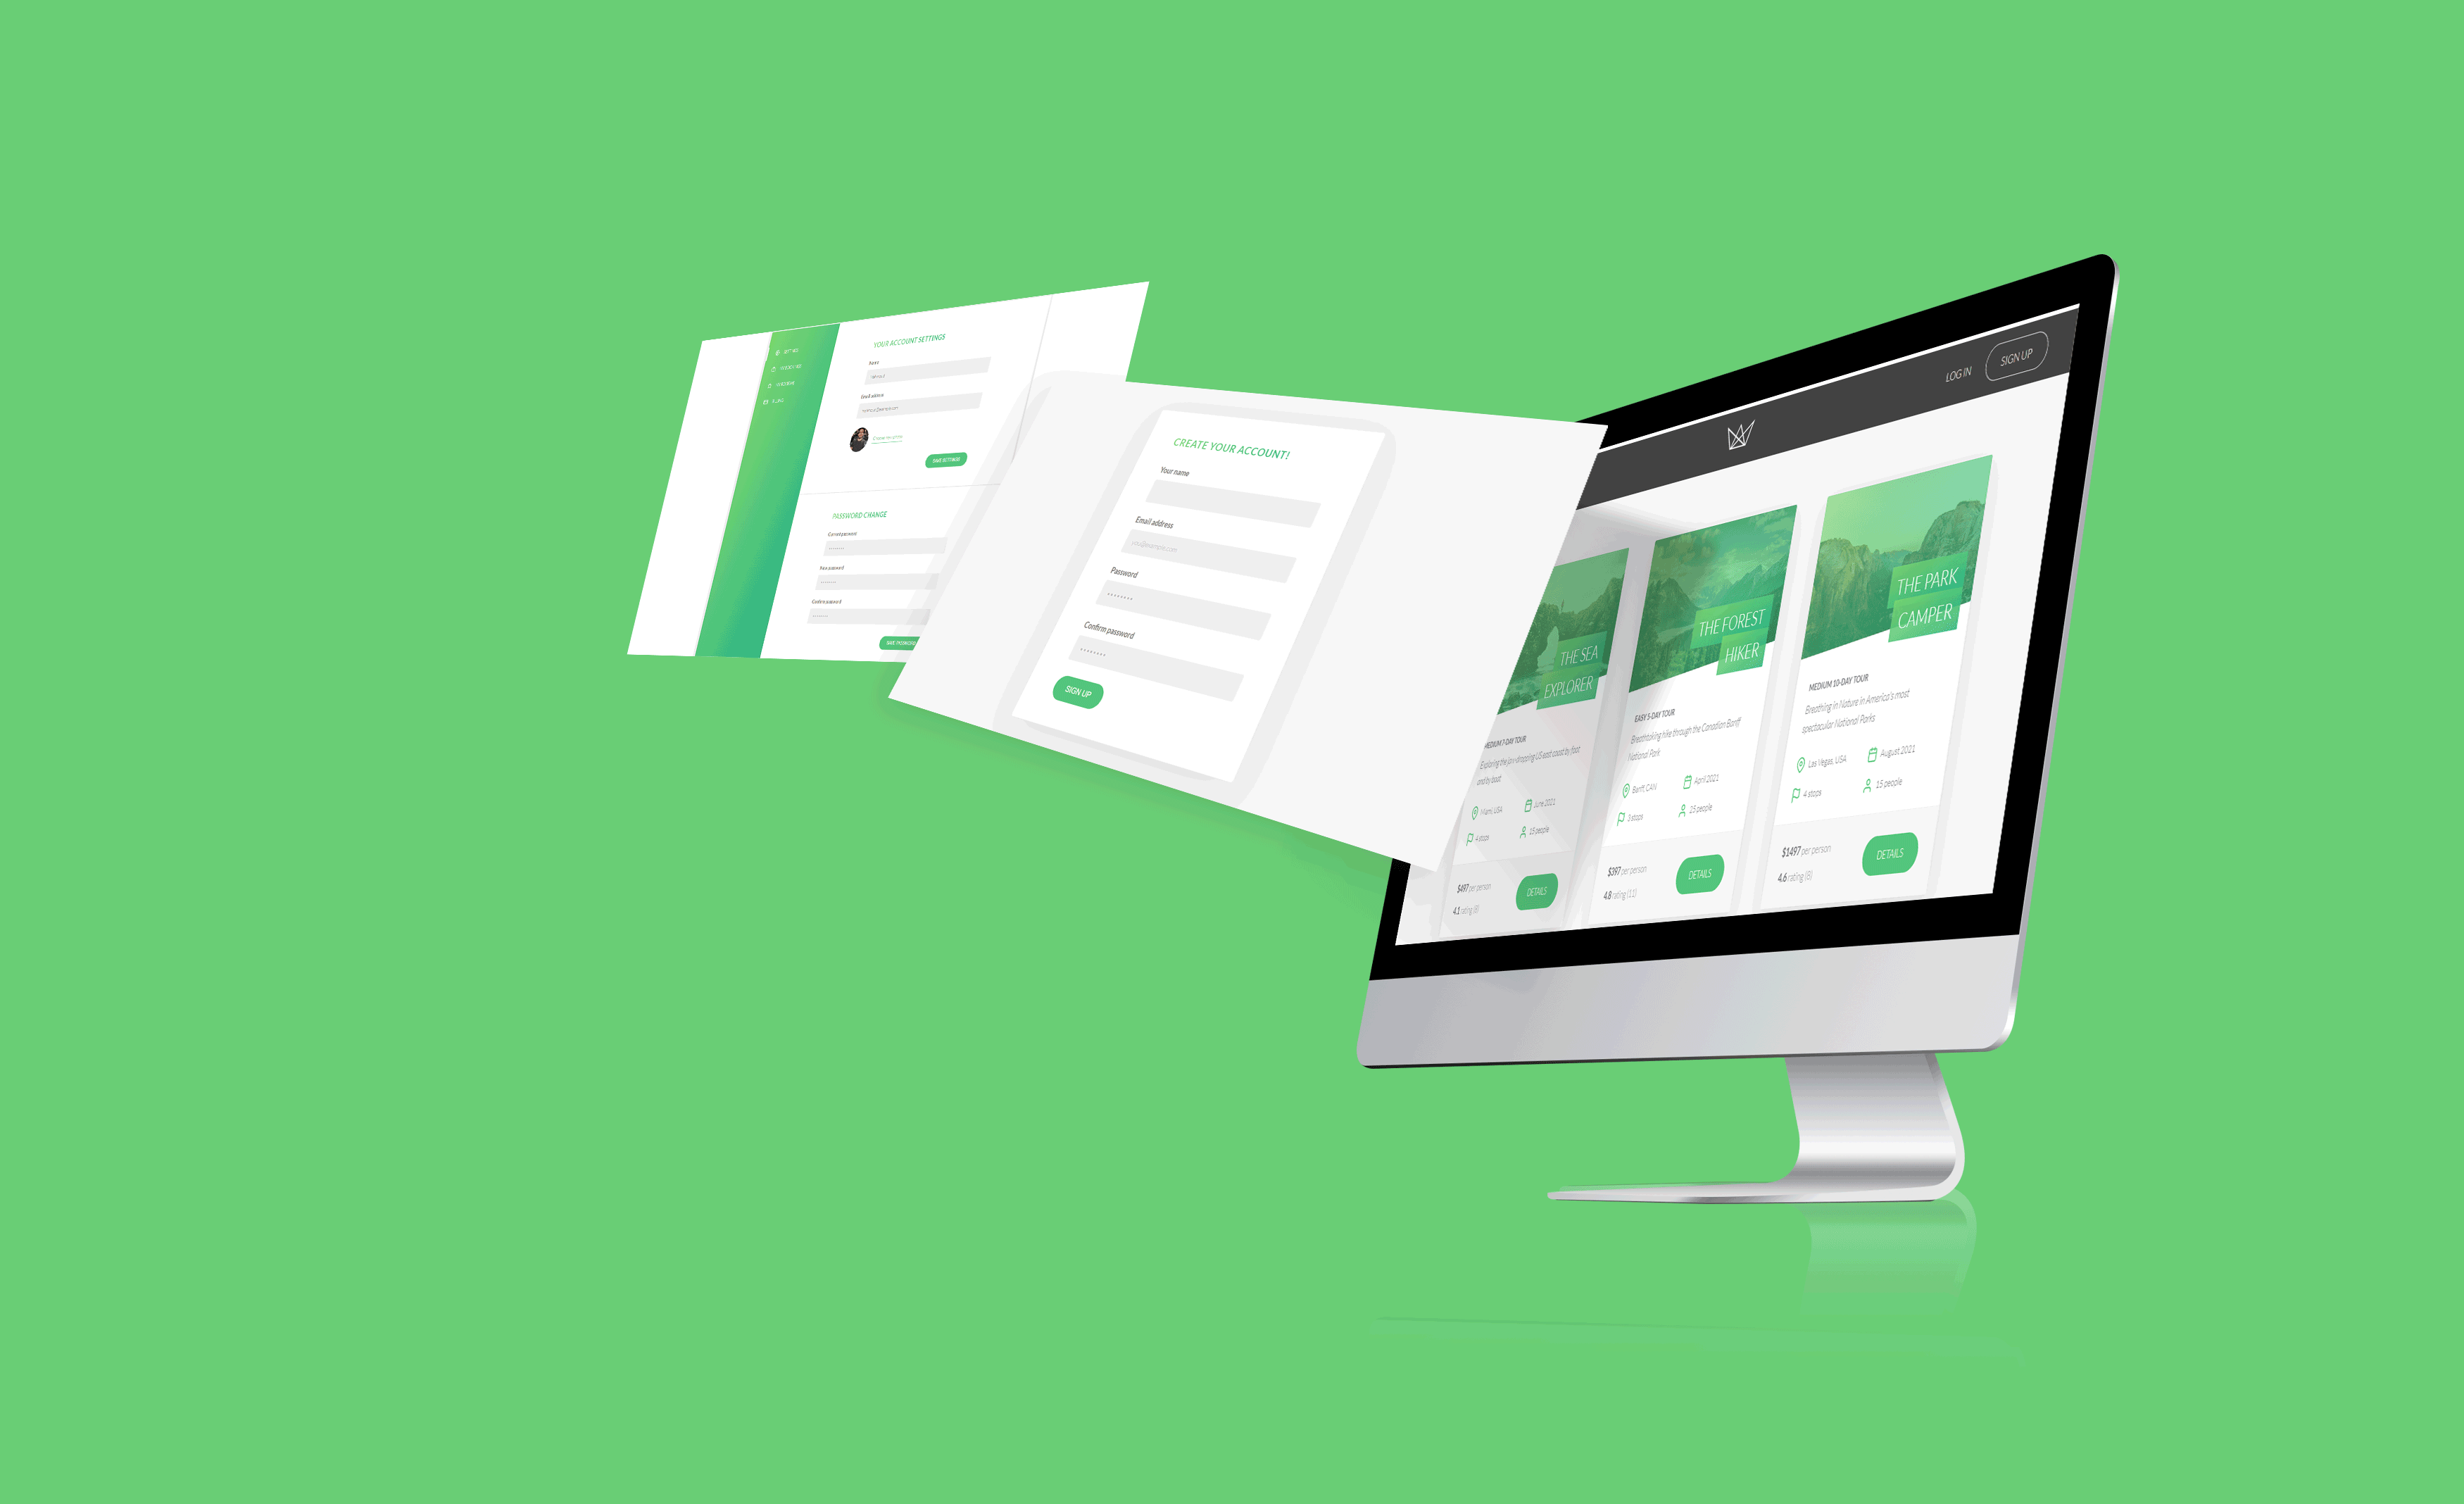 YOUR ACCOUNT SETTINGS
Name
Email address
SAVE SETTINGS
PASSWORD CHANGE
Current password
New password
Confirm password
CREATE YOUR ACCOUNT!
Your name
Email address
you@example.com
Password
••••••••
Confirm password
••••••••
SIGN UP
LOG IN
SIGN UP
THE SEA
EXPLORER
MEDIUM 7-DAY TOUR
Exploring the jaw-dropping US east coast by foot
and by boat
Miami, USA
June 2021
4 stops
15 people
$497 per person
4.1 rating (8)
DETAILS
THE FOREST
HIKER
EASY 5-DAY TOUR
Breathtaking hike through the Canadian Banff
National Park
Banff, CAN
April 2021
3 stops
25 people
$397 per person
4.8 rating (11)
DETAILS
THE PARK
CAMPER
MEDIUM 10-DAY TOUR
Breathing in Nature in America's most
spectacular National Parks
Las Vegas, USA
August 2021
4 stops
15 people
$1497 per person
4.6 rating (8)
DETAILS